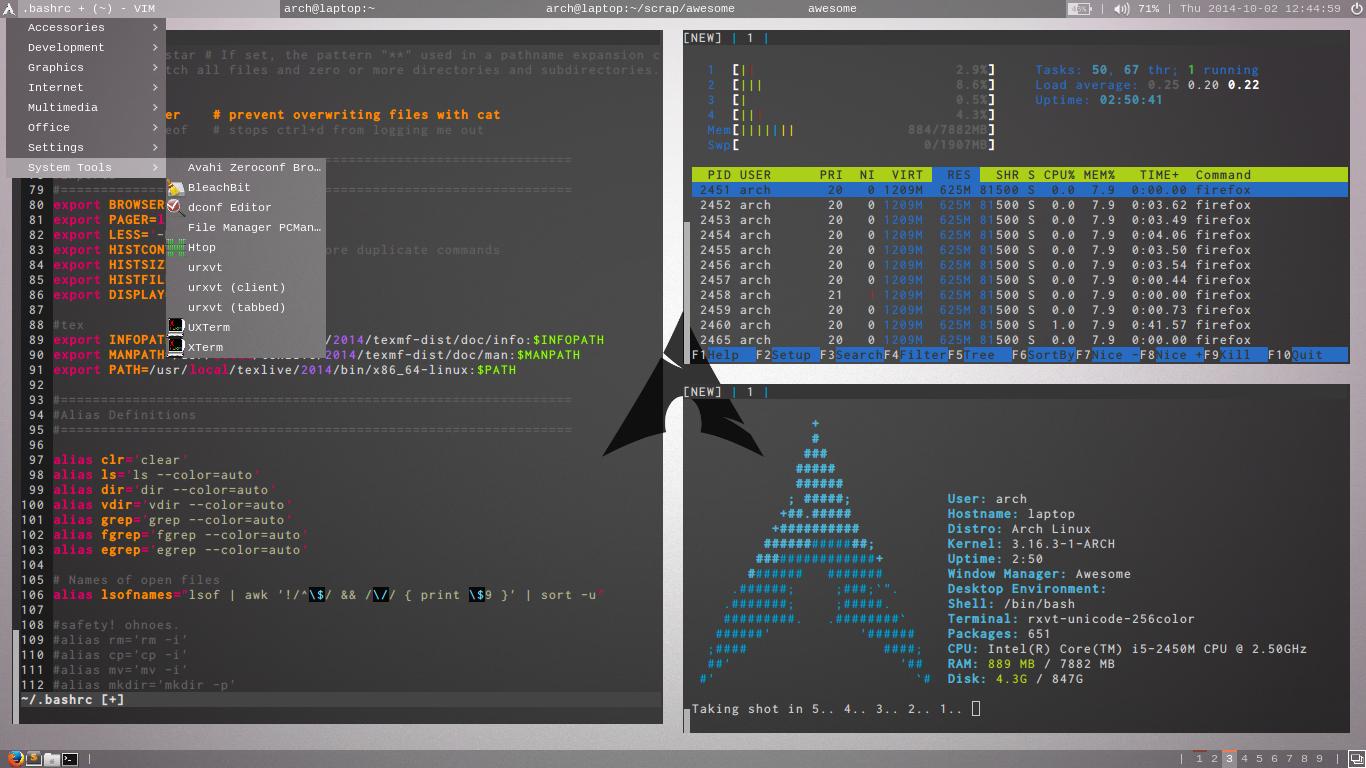 .bashrc + (~) - VIM arch@laptop:~ arch@laptop:~/scrap/awesome awesome 71% Thu 2014-10-02 12:44:59
Accessories >
Development >
Graphics >
Internet >
Multimedia >
Office >
Settings >
System Tools >
Avahi Zeroconf Bro…
BleachBit
dconf Editor
File Manager PCMan…
Htop
urxvt
urxvt (client)
urxvt (tabbed)
UXTerm
XTerm
star # If set, the pattern "**" used in a pathname expansion c
tch all files and zero or more directories and subdirectories.
er # prevent overwriting files with cat
eof # stops ctrl+d from logging me out
79 #
80 export BROWSER
81 export PAGER=
82 export LESS='-
83 export HISTCON ore duplicate commands
84 export HISTSIZ
85 export HISTFIL
86 export DISPLAY
87
88 #tex
89 export INFOPAT /2014/texmf-dist/doc/info:$INFOPATH
90 export MANPATH= /2014/texmf-dist/doc/man:$MANPATH
91 export PATH=/usr/local/texlive/2014/bin/x86_64-linux:$PATH
92
93 #=================================================================
94 #Alias Definitions
95 #=================================================================
96
97 alias clr='clear'
98 alias ls='ls --color=auto'
99 alias dir='dir --color=auto'
100 alias vdir='vdir --color=auto'
101 alias grep='grep --color=auto'
102 alias fgrep='fgrep --color=auto'
103 alias egrep='egrep --color=auto'
104
105 # Names of open files
106 alias lsofnames="lsof | awk '!/^\$/ && /\// { print \$9 }' | sort -u"
107
108 #safety! ohnoes.
109 #alias rm='rm -i'
110 #alias cp='cp -i'
111 #alias mv='mv -i'
112 #alias mkdir='mkdir -p'
~/.bashrc [+]
[NEW] | 1 |
1 [|| 2.9%] Tasks: 50, 67 thr; 1 running
2 [||| 8.6%] Load average: 0.25 0.20 0.22
3 [| 0.5%] Uptime: 02:50:41
4 [||| 4.3%]
Mem[||||||| 884/7882MB]
Swp[ 0/1907MB]
PID USER PRI NI VIRT RES SHR S CPU% MEM% TIME+ Command
2451 arch 20 0 1209M 625M 81500 S 0.0 7.9 0:00.00 firefox
2452 arch 20 0 1209M 625M 81500 S 0.0 7.9 0:03.62 firefox
2453 arch 20 0 1209M 625M 81500 S 0.0 7.9 0:03.49 firefox
2454 arch 20 0 1209M 625M 81500 S 0.0 7.9 0:04.06 firefox
2455 arch 20 0 1209M 625M 81500 S 0.0 7.9 0:03.50 firefox
2456 arch 20 0 1209M 625M 81500 S 0.0 7.9 0:03.54 firefox
2457 arch 20 0 1209M 625M 81500 S 0.0 7.9 0:00.44 firefox
2458 arch 21 1 1209M 625M 81500 S 0.0 7.9 0:00.00 firefox
2459 arch 20 0 1209M 625M 81500 S 0.0 7.9 0:00.73 firefox
2460 arch 20 0 1209M 625M 81500 S 1.0 7.9 0:41.57 firefox
2465 arch 20 0 1209M 625M 81500 S 0.0 7.9 0:00.00 firefox
F1Help F2Setup F3SearchF4FilterF5Tree F6SortByF7Nice -F8Nice +F9Kill F10Quit
[NEW] | 1 |
User: arch
Hostname: laptop
Distro: Arch Linux
Kernel: 3.16.3-1-ARCH
Uptime: 2:50
Window Manager: Awesome
Desktop Environment:
Shell: /bin/bash
Terminal: rxvt-unicode-256color
Packages: 651
CPU: Intel(R) Core(TM) i5-2450M CPU @ 2.50GHz
RAM: 889 MB / 7882 MB
Disk: 4.3G / 847G
Taking shot in 5.. 4.. 3.. 2.. 1..
| 1 2 3 4 5 6 7 8 9 |